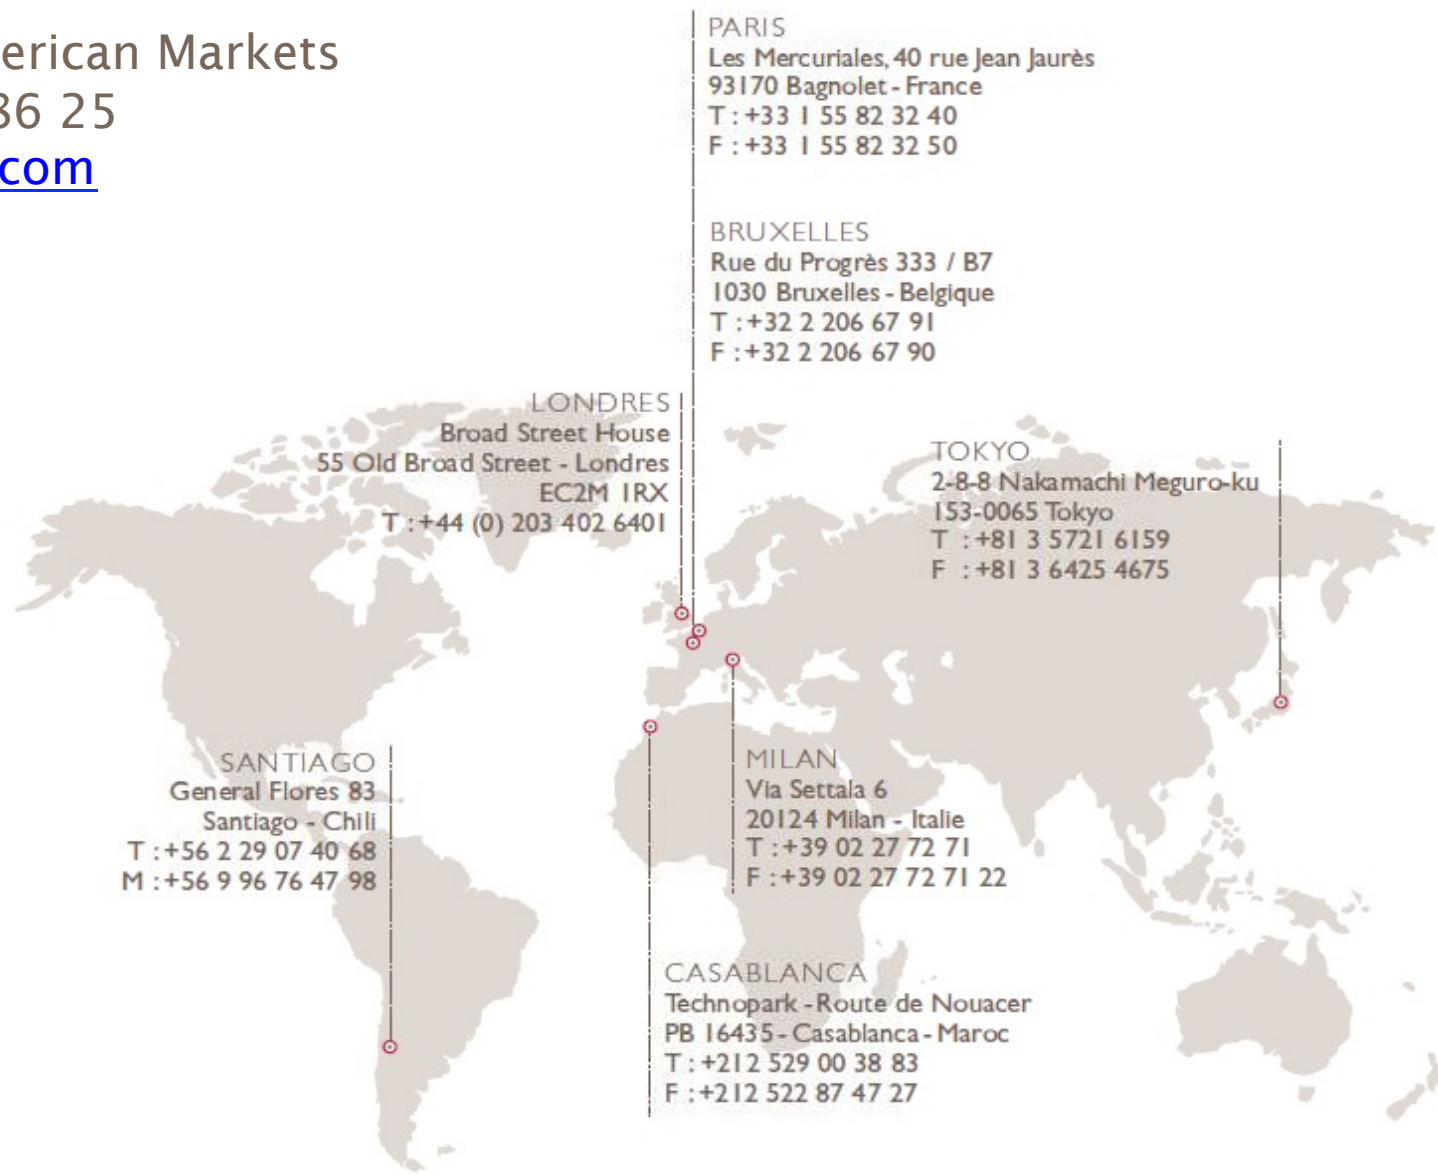 erican Markets
86 25
com
PARIS
Les Mercuriales, 40 rue Jean Jaurès
93170 Bagnolet - France
T : +33 1 55 82 32 40
F : +33 1 55 82 32 50
BRUXELLES
Rue du Progrès 333 / B7
1030 Bruxelles - Belgique
T : +32 2 206 67 91
F : +32 2 206 67 90
LONDRES
Broad Street House
55 Old Broad Street - Londres
EC2M 1RX
T : +44 (0) 203 402 6401
TOKYO
2-8-8 Nakamachi Meguro-ku
153-0065 Tokyo
T : +81 3 5721 6159
F : +81 3 6425 4675
SANTIAGO
General Flores 83
Santiago - Chili
T : +56 2 29 07 40 68
M : +56 9 96 76 47 98
MILAN
Via Settala 6
20124 Milan - Italie
T : +39 02 27 72 71
F : +39 02 27 72 71 22
CASABLANCA
Technopark - Route de Nouacer
PB 16435 - Casablanca - Maroc
T : +212 529 00 38 83
F : +212 522 87 47 27